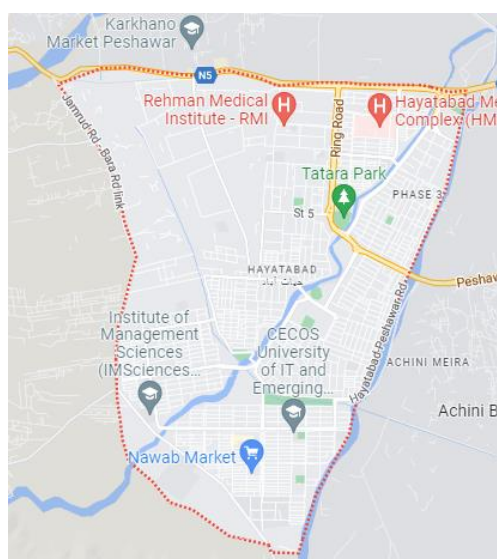 Karkhano
Market Peshawar
N5
Rehman Medical
Institute - RMI
Hayatabad Me
Complex (HM
Jamrud Rd - Bara Rd link
Ring Road
Tatara Park
PHASE 3
St 5
HAYATABAD
حیات آباد
Peshaw
Institute of
Management
Sciences
(IMSciences...
CECOS
University
of IT and
Emerging...
Hayatabad-Peshawar Rd
ACHINI MEIRA
Achini B
Nawab Market